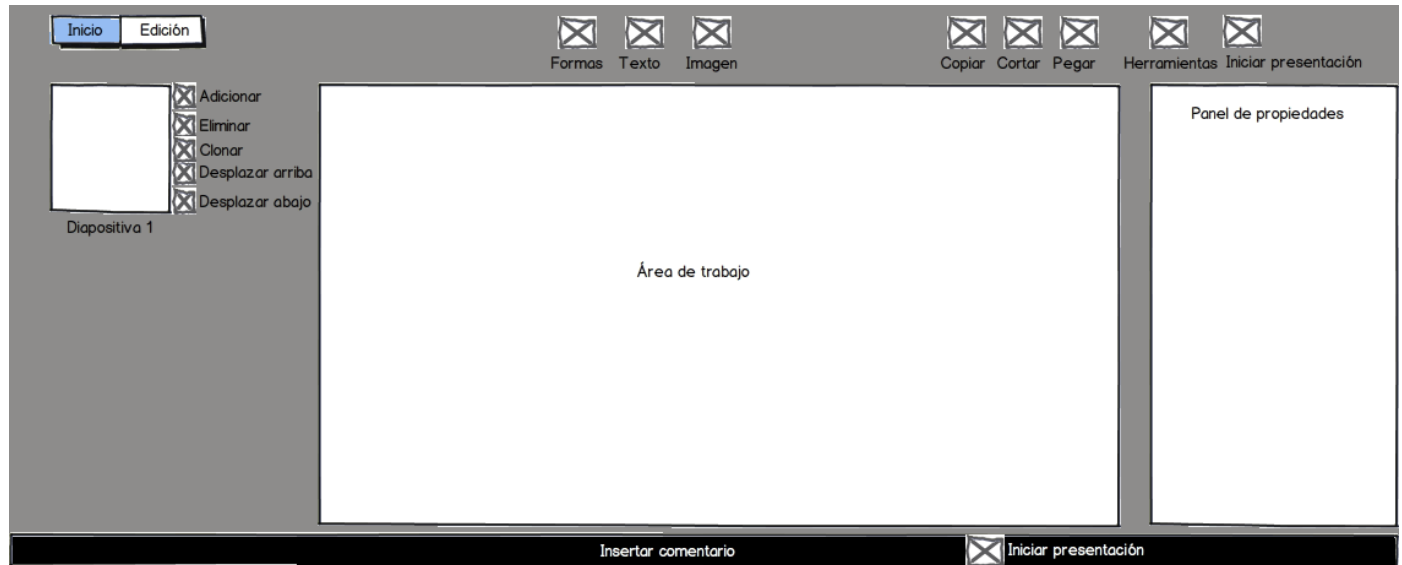 Inicio Edición
Formas Texto Imagen Copiar Cortar Pegar Herramientas Iniciar presentación
Adicionar
Eliminar
Clonar
Desplazar arriba
Desplazar abajo
Diapositiva 1
Área de trabajo
Panel de propiedades
Insertar comentario Iniciar presentación